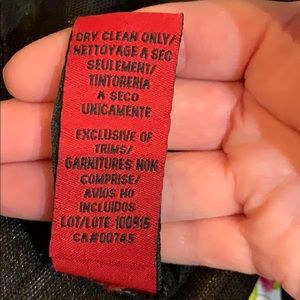 DRY CLEAN ONLY/
NETTOYAGE A SEC
SEULEMENT/
TINTORERIA
A SECO
UNICAMENTE
EXCLUSIVE OF
TRIMS/
GARNITURES NON
COMPRISE/
AVIOS NO
INCLUIDOS
LOT/LOTE 100915
CA#00745